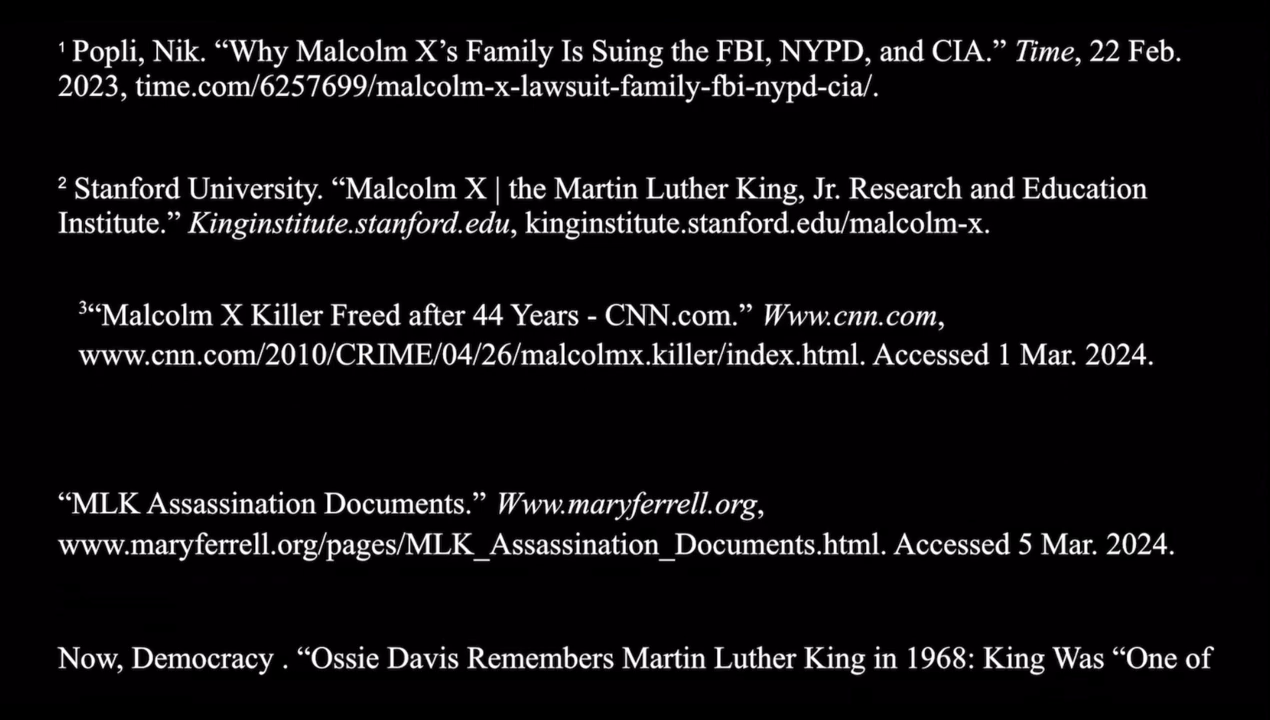 ¹ Popli, Nik. “Why Malcolm X’s Family Is Suing the FBI, NYPD, and CIA.” Time, 22 Feb.
2023, time.com/6257699/malcolm-x-lawsuit-family-fbi-nypd-cia/.
² Stanford University. “Malcolm X | the Martin Luther King, Jr. Research and Education
Institute.” Kinginstitute.stanford.edu, kinginstitute.stanford.edu/malcolm-x.
³“Malcolm X Killer Freed after 44 Years - CNN.com.” Www.cnn.com,
www.cnn.com/2010/CRIME/04/26/malcolmx.killer/index.html. Accessed 1 Mar. 2024.
“MLK Assassination Documents.” Www.maryferrell.org,
www.maryferrell.org/pages/MLK_Assassination_Documents.html. Accessed 5 Mar. 2024.
Now, Democracy . “Ossie Davis Remembers Martin Luther King in 1968: King Was “One of